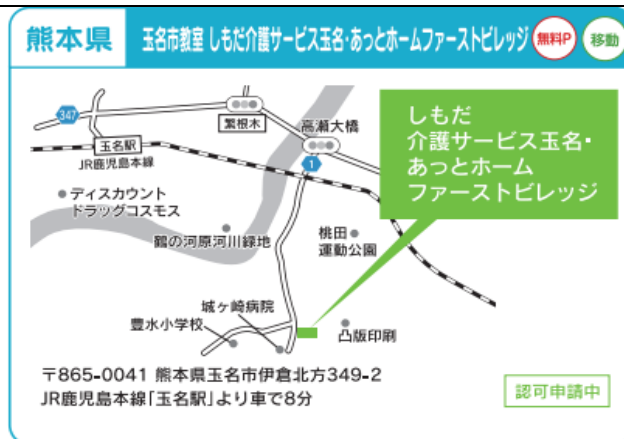 熊本県
玉名市教室 しもだ介護サービス玉名・あっとホームファーストビレッジ
無料P
移動
347
繁根木
高瀬大橋
玉名駅
JR鹿児島本線
1
しもだ
介護サービス玉名・
あっとホーム
ファーストビレッジ
ディスカウント
ドラッグコスモス
鶴の河原河川緑地
桃田
運動公園
城ヶ崎病院
豊水小学校
凸版印刷
〒865-0041 熊本県玉名市伊倉北方349-2
JR鹿児島本線「玉名駅」より車で8分
認可申請中